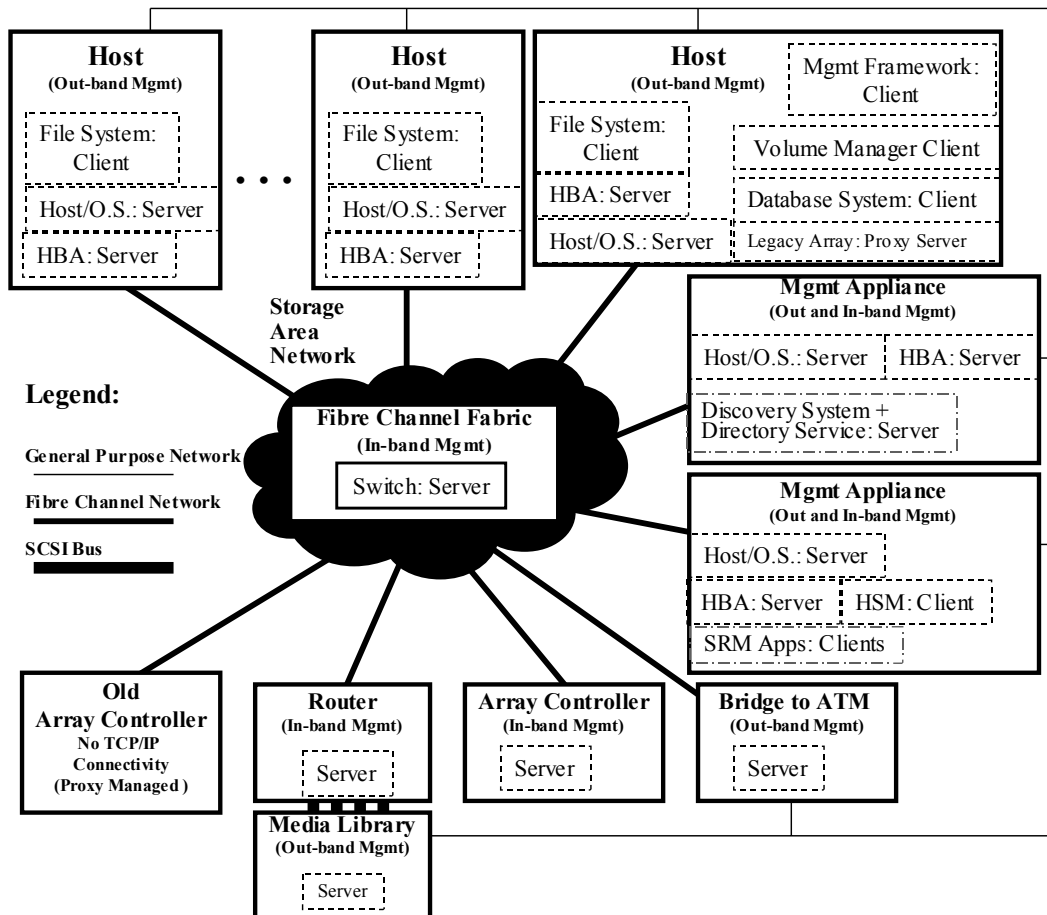 Host
(Out-band Mgmt)
File System:
Client
Host/O.S.: Server
HBA: Server
. . .
Host
(Out-band Mgmt)
File System:
Client
Host/O.S.: Server
HBA: Server
Host
(Out-band Mgmt)
Mgmt Framework:
Client
File System:
Client
HBA: Server
Host/O.S.: Server
Volume Manager Client
Database System: Client
Legacy Array: Proxy Server
Storage
Area
Network
Mgmt Appliance
(Out and In-band Mgmt)
Host/O.S.: Server
HBA: Server
Discovery System +
Directory Service: Server
Legend:
General Purpose Network
Fibre Channel Network
SCSI Bus
Fibre Channel Fabric
(In-band Mgmt)
Switch: Server
Mgmt Appliance
(Out and In-band Mgmt)
Host/O.S.: Server
HBA: Server
HSM: Client
SRM Apps: Clients
Old
Array Controller
No TCP/IP
Connectivity
(Proxy Managed )
Router
(In-band Mgmt)
Server
Array Controller
(In-band Mgmt)
Server
Bridge to ATM
(Out-band Mgmt)
Server
Media Library
(Out-band Mgmt)
Server